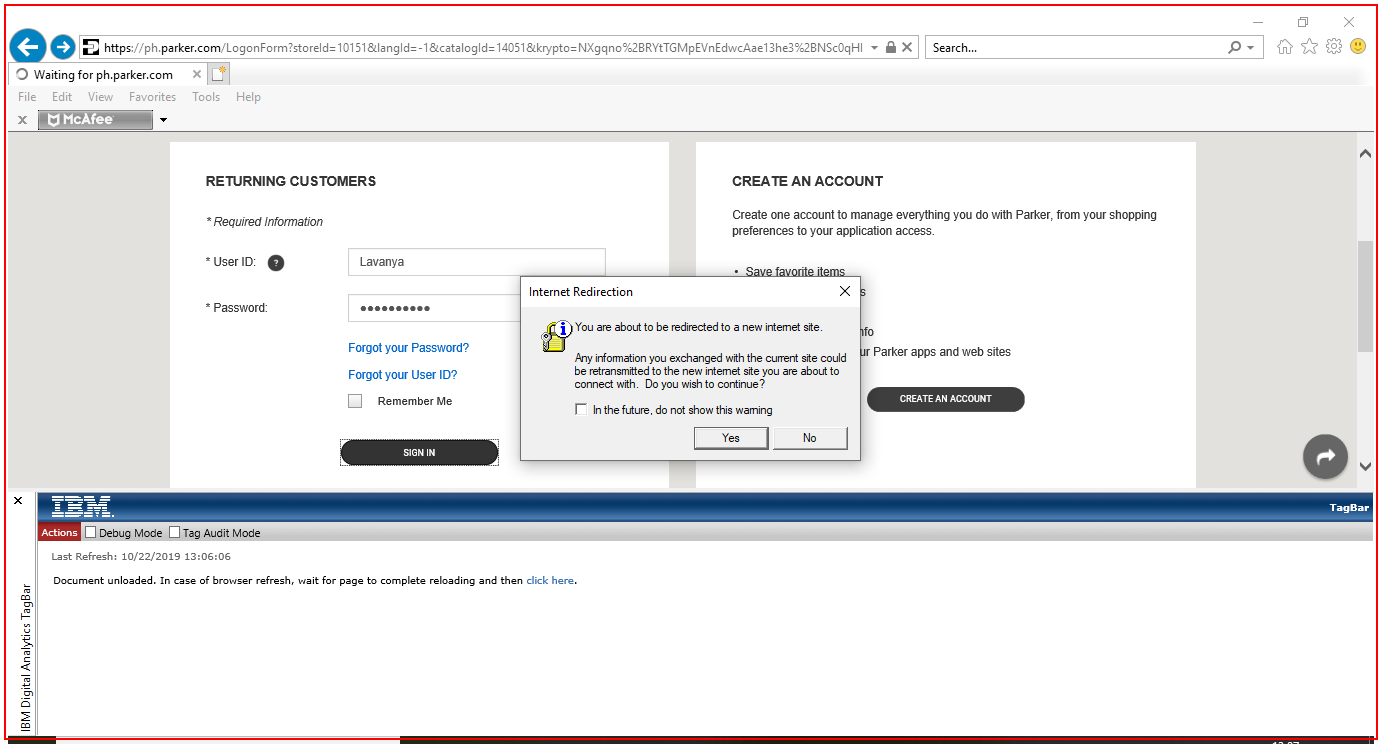 https://ph.parker.com/LogonForm?storeId=10151&langId=-1&catalogId=14051&krypto=NXgqno%2BRYtTGMpEVnEdwcAae13he3%2BNSc0qHl
Search...
Waiting for ph.parker.com
File Edit View Favorites Tools Help
x McAfee
RETURNING CUSTOMERS
* Required Information
* User ID: ?
Lavanya
* Password:
●●●●●●●●●●
Forgot your Password?
Forgot your User ID?
Remember Me
SIGN IN
CREATE AN ACCOUNT
Create one account to manage everything you do with Parker, from your shopping
preferences to your application access.
• Save favorite items
s
nfo
ur Parker apps and web sites
CREATE AN ACCOUNT
Internet Redirection
You are about to be redirected to a new internet site.
Any information you exchanged with the current site could
be retransmitted to the new internet site you are about to
connect with. Do you wish to continue?
In the future, do not show this warning
Yes No
IBM.
TagBar
Actions Debug Mode Tag Audit Mode
Last Refresh: 10/22/2019 13:06:06
Document unloaded. In case of browser refresh, wait for page to complete reloading and then click here.
IBM Digital Analytics TagBar